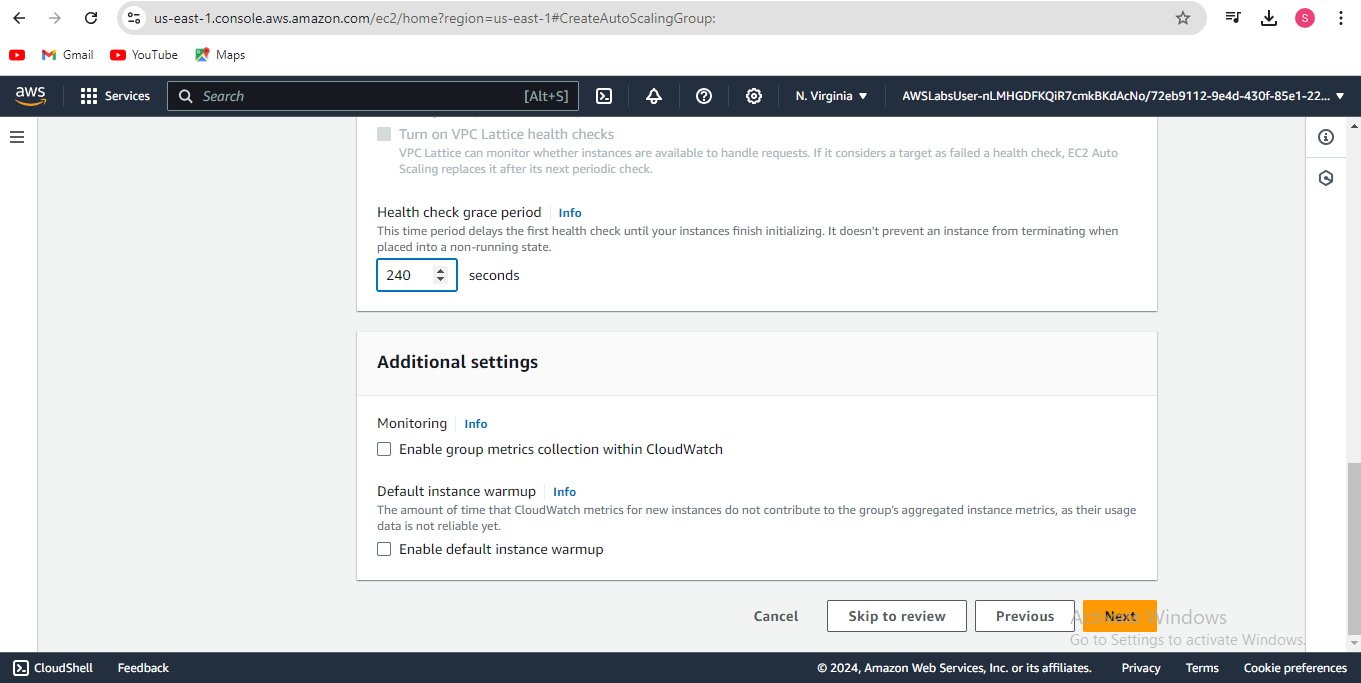 us-east-1.console.aws.amazon.com/ec2/home?region=us-east-1#CreateAutoScalingGroup:
S
Gmail YouTube Maps
aws Services Search [Alt+S] N. Virginia AWSLabsUser-nLMHGDFKQiR7cmkBKdAcNo/72eb9112-9e4d-430f-85e1-22...
Turn on VPC Lattice health checks
VPC Lattice can monitor whether instances are available to handle requests. If it considers a target as failed a health check, EC2 Auto
Scaling replaces it after its next periodic check.
Health check grace period Info
This time period delays the first health check until your instances finish initializing. It doesn't prevent an instance from terminating when
placed into a non-running state.
240 seconds
Additional settings
Monitoring Info
Enable group metrics collection within CloudWatch
Default instance warmup Info
The amount of time that CloudWatch metrics for new instances do not contribute to the group's aggregated instance metrics, as their usage
data is not reliable yet.
Enable default instance warmup
Cancel Skip to review Previous Next
Activate Windows
Go to Settings to activate Windows.
CloudShell Feedback © 2024, Amazon Web Services, Inc. or its affiliates. Privacy Terms Cookie preferences